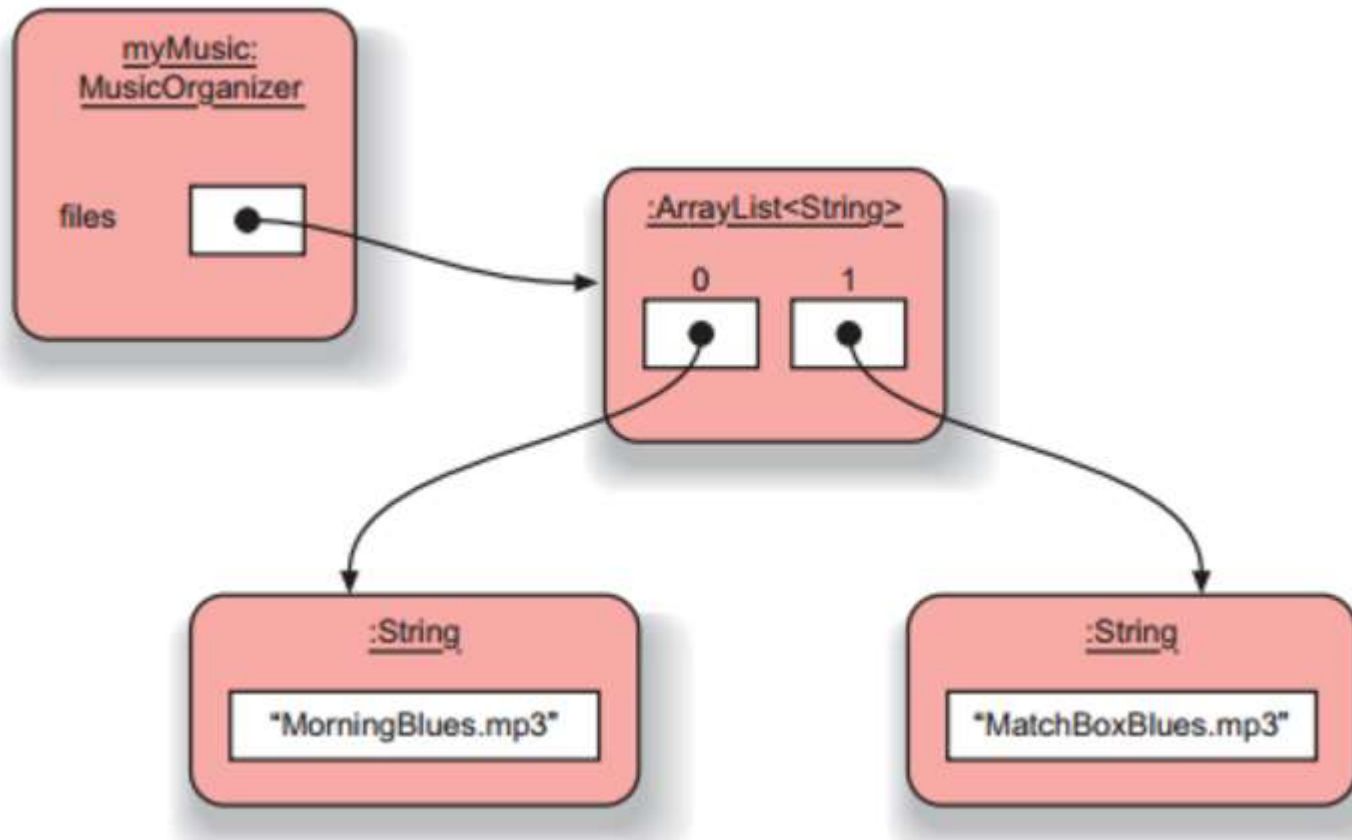 myMusic:
MusicOrganizer
files
:ArrayList<String>
0 1
:String
"MorningBlues.mp3"
:String
"MatchBoxBlues.mp3"